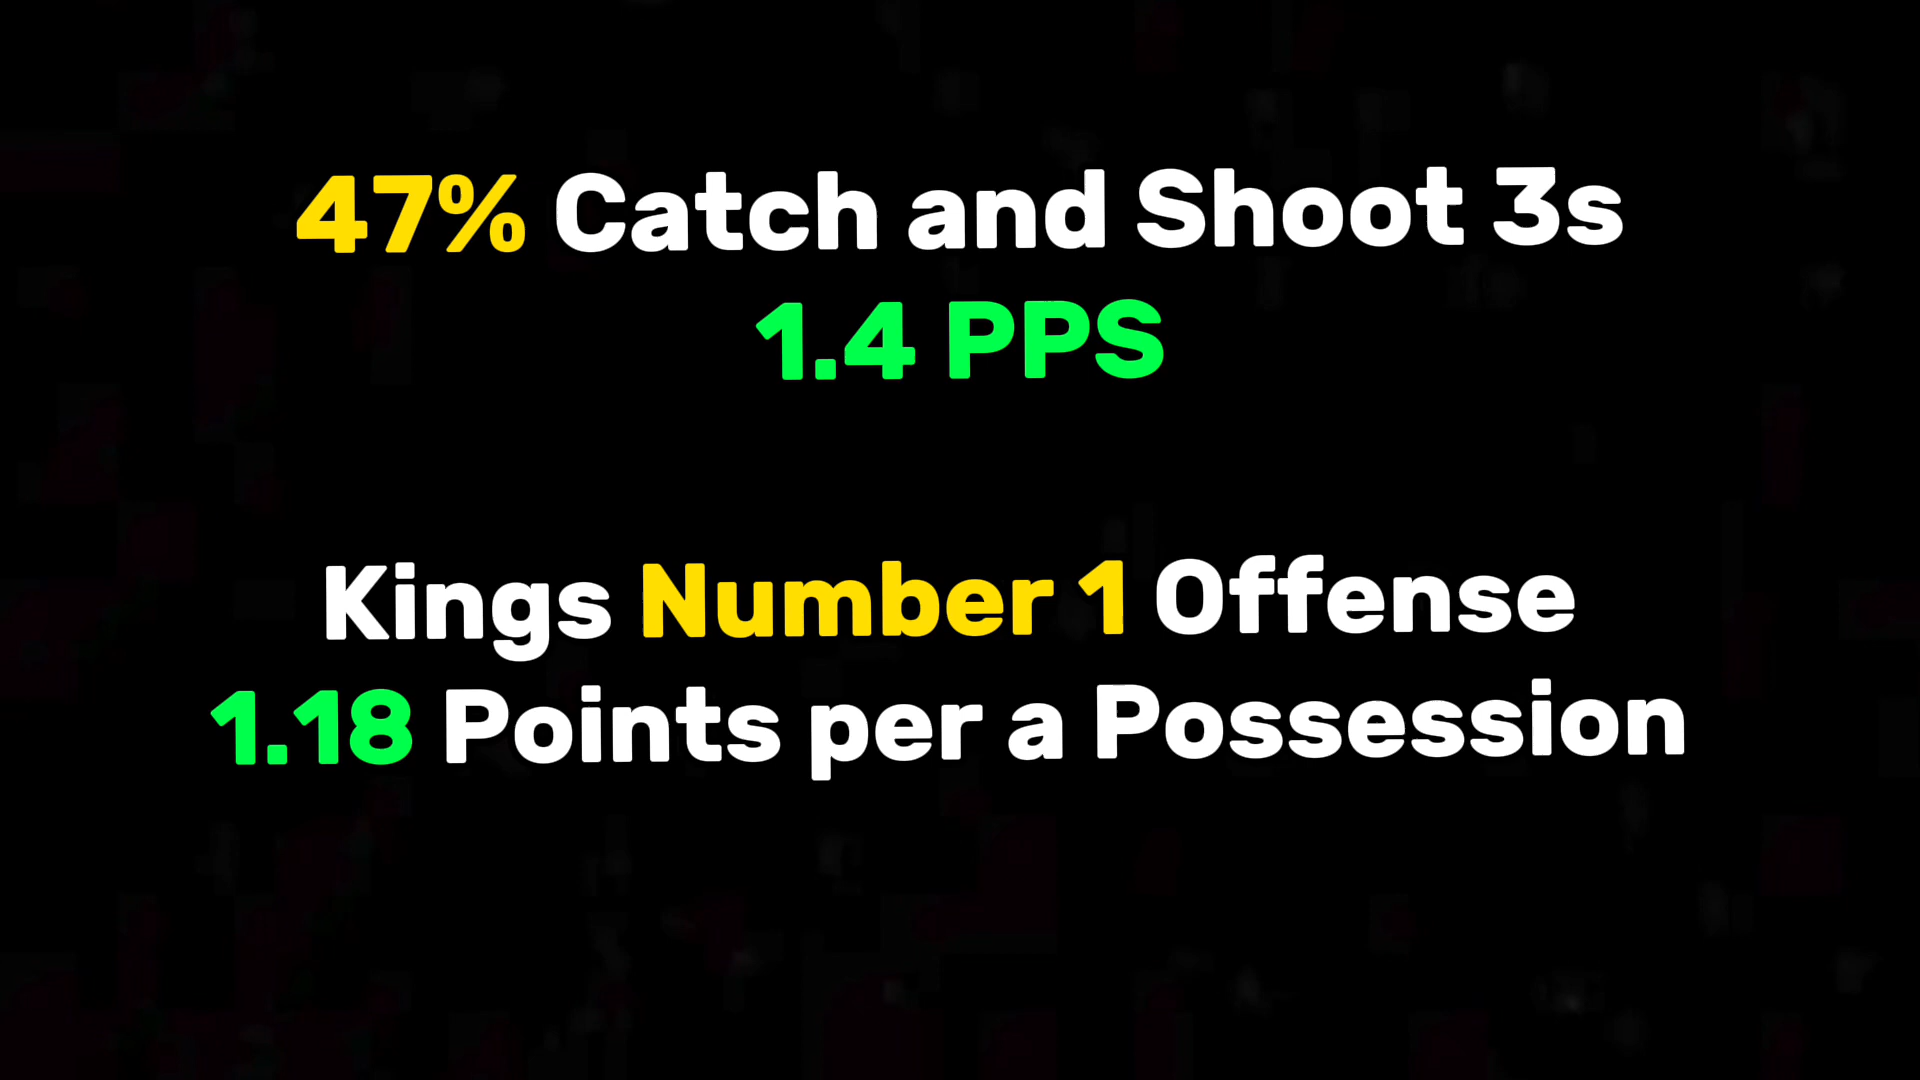 47% Catch and Shoot 3s
1.4 PPS
Kings Number 1 Offense
1.18 Points per a Possession